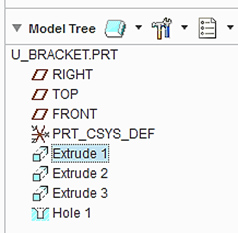 Model Tree
U_BRACKET.PRT
RIGHT
TOP
FRONT
PRT_CSYS_DEF
Extrude 1
Extrude 2
Extrude 3
Hole 1